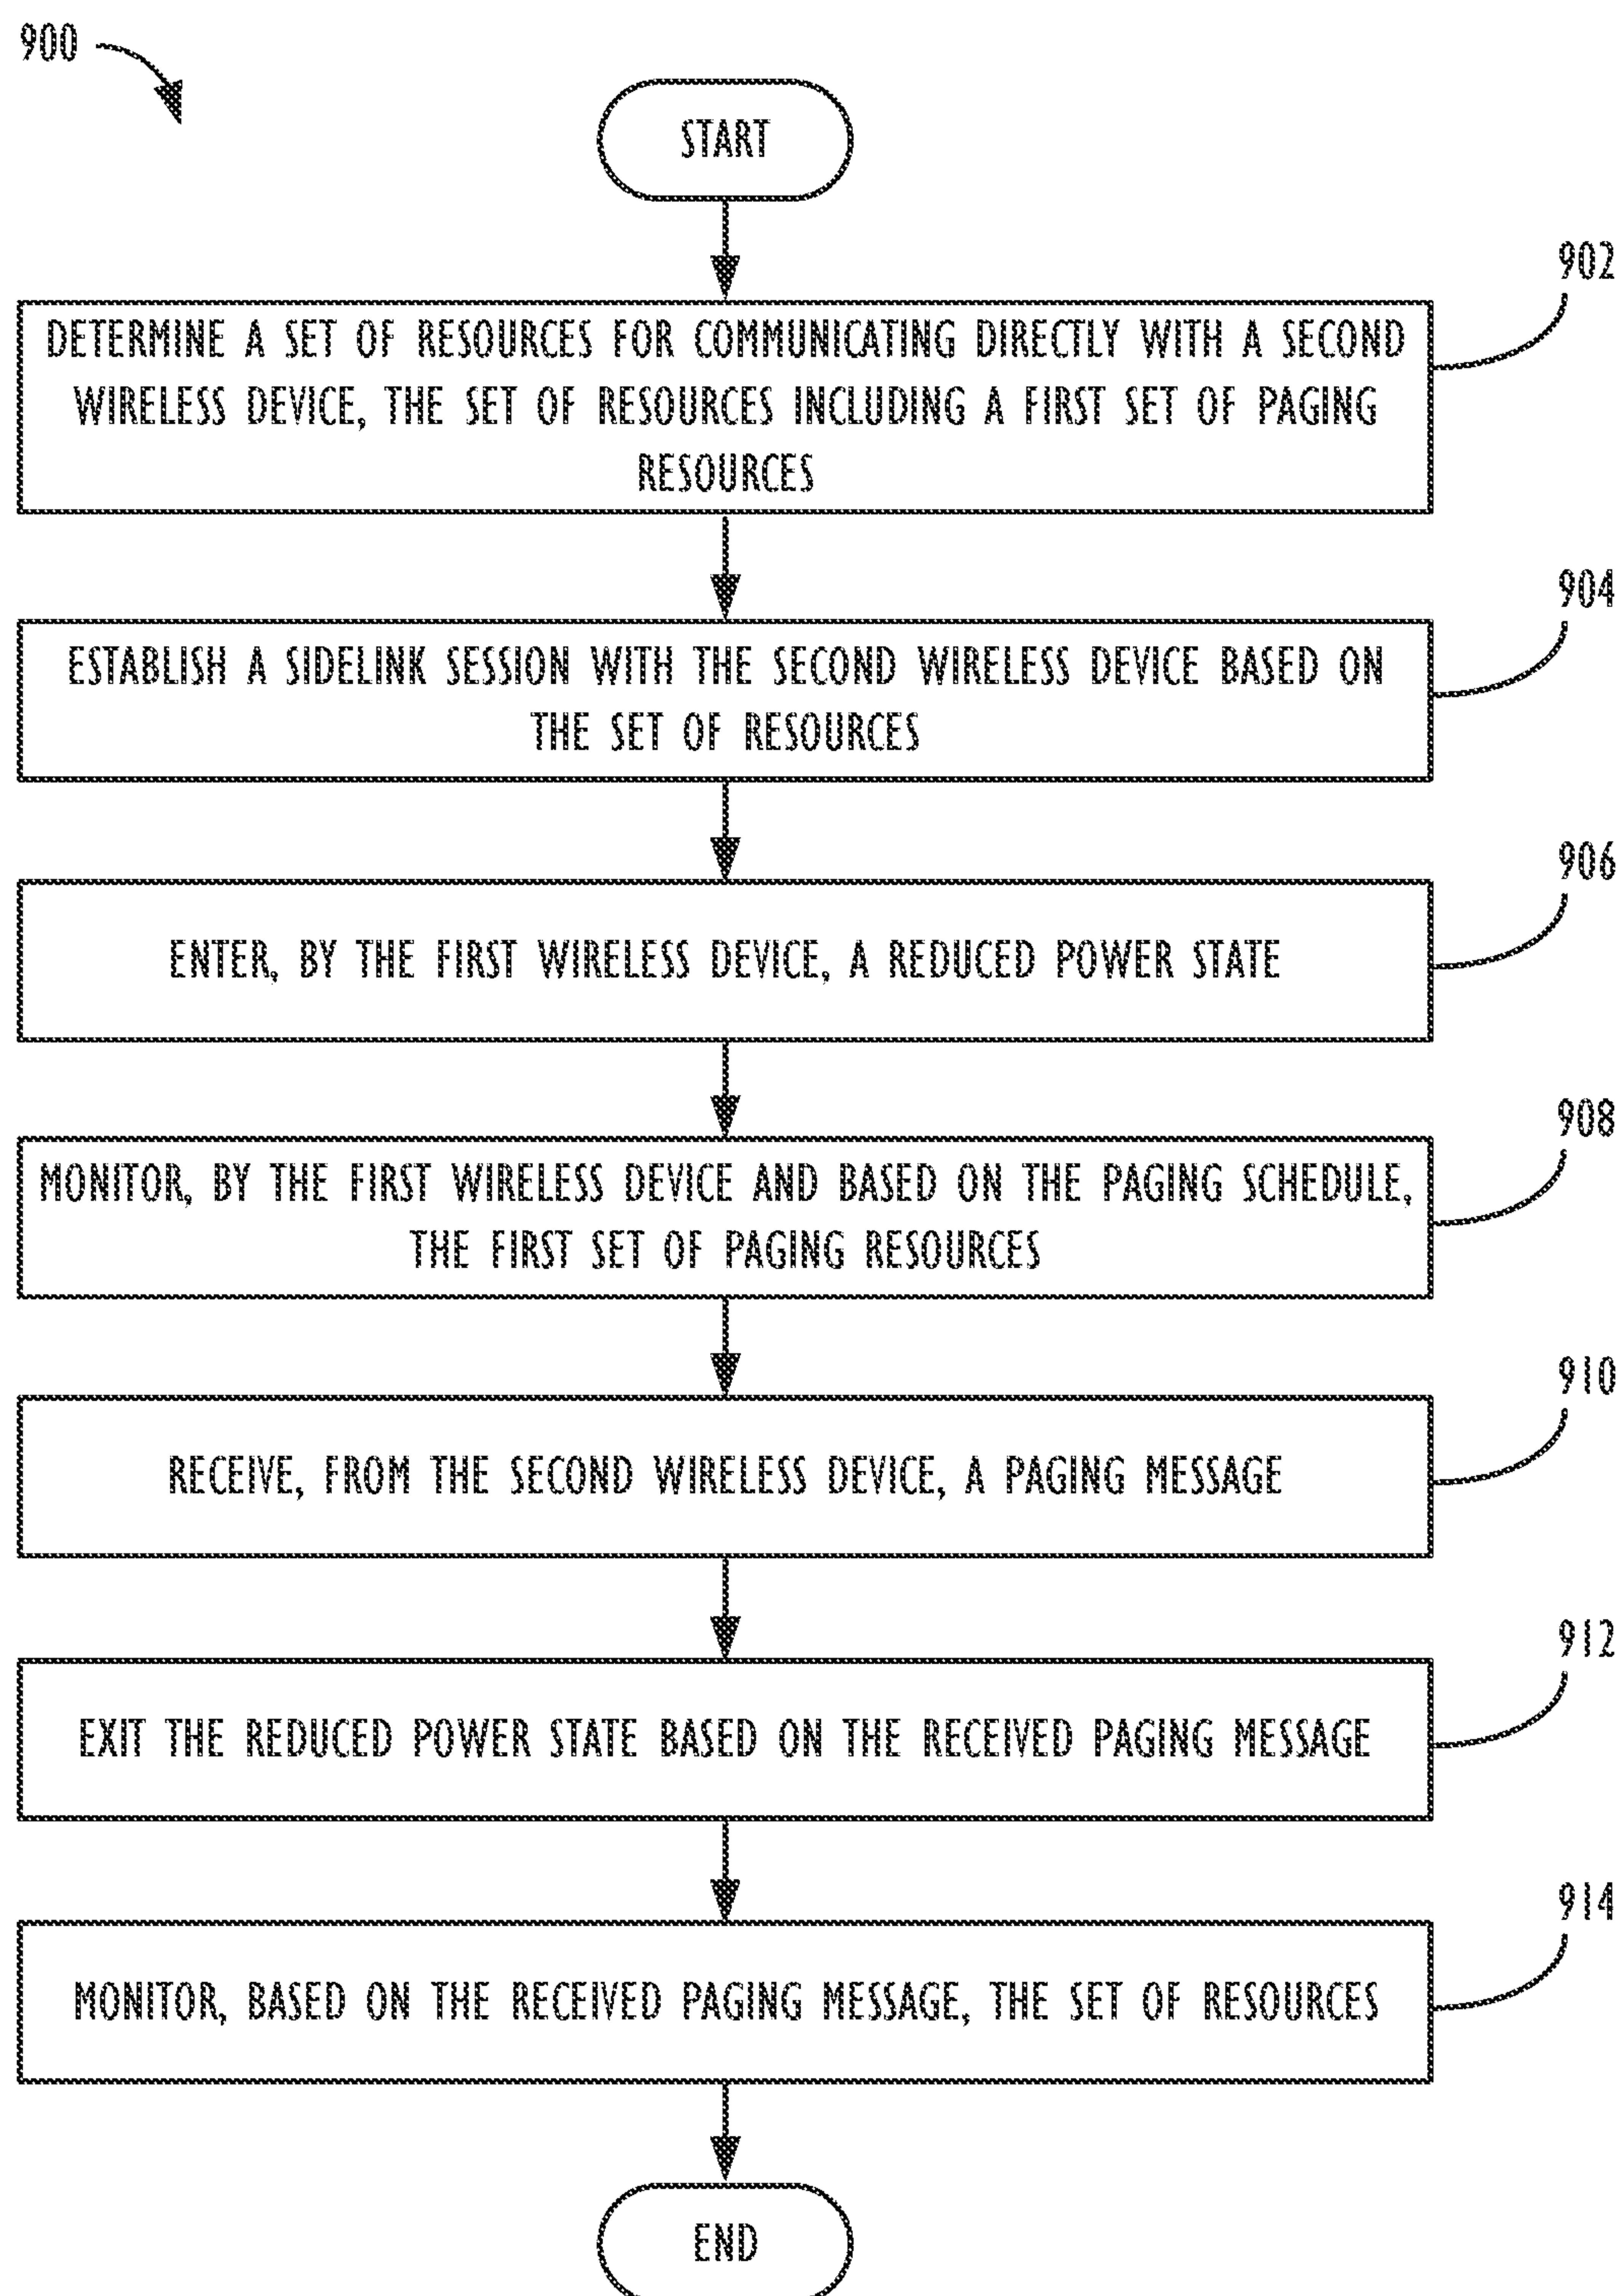 900
START
902
DETERMINE A SET OF RESOURCES FOR COMMUNICATING DIRECTLY WITH A SECOND
WIRELESS DEVICE, THE SET OF RESOURCES INCLUDING A FIRST SET OF PAGING
RESOURCES
904
ESTABLISH A SIDELINK SESSION WITH THE SECOND WIRELESS DEVICE BASED ON
THE SET OF RESOURCES
906
ENTER, BY THE FIRST WIRELESS DEVICE, A REDUCED POWER STATE
908
MONITOR, BY THE FIRST WIRELESS DEVICE AND BASED ON THE PAGING SCHEDULE,
THE FIRST SET OF PAGING RESOURCES
910
RECEIVE, FROM THE SECOND WIRELESS DEVICE, A PAGING MESSAGE
912
EXIT THE REDUCED POWER STATE BASED ON THE RECEIVED PAGING MESSAGE
914
MONITOR, BASED ON THE RECEIVED PAGING MESSAGE, THE SET OF RESOURCES
END